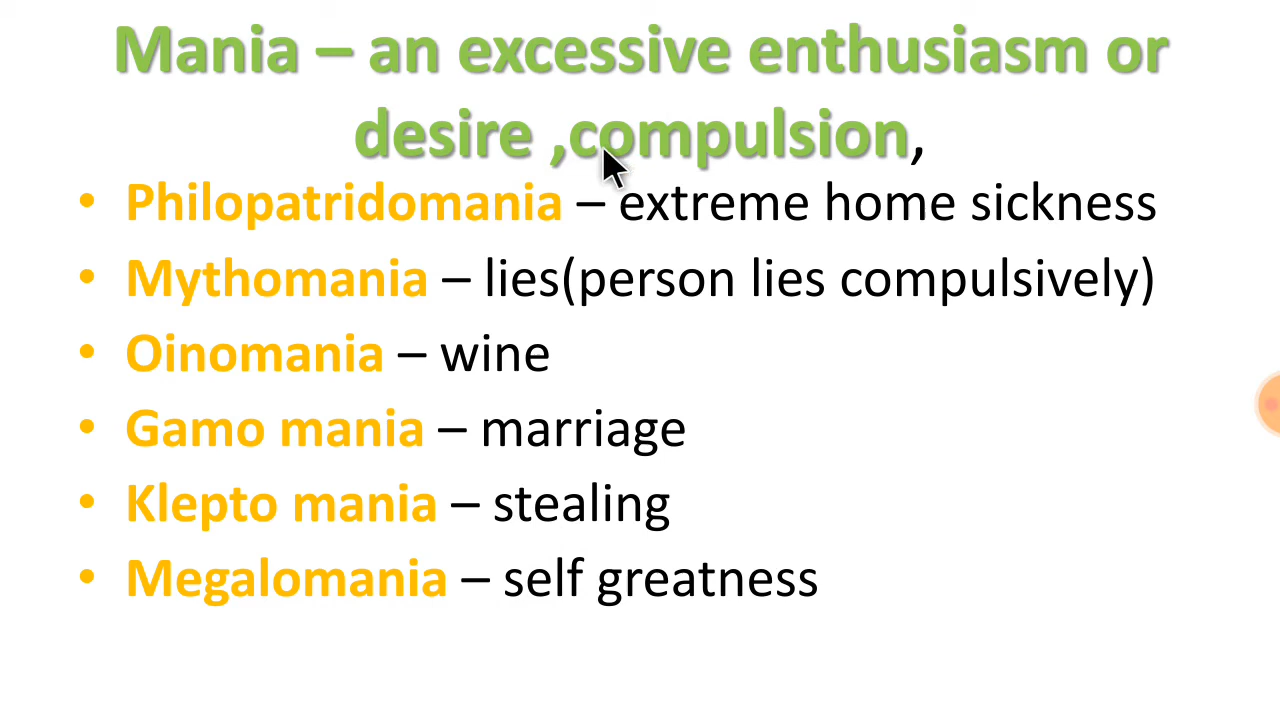 Mania – an excessive enthusiasm or
desire ,compulsion,
• Philopatridomania – extreme home sickness
• Mythomania – lies(person lies compulsively)
• Oinomania – wine
• Gamo mania – marriage
• Klepto mania – stealing
• Megalomania – self greatness